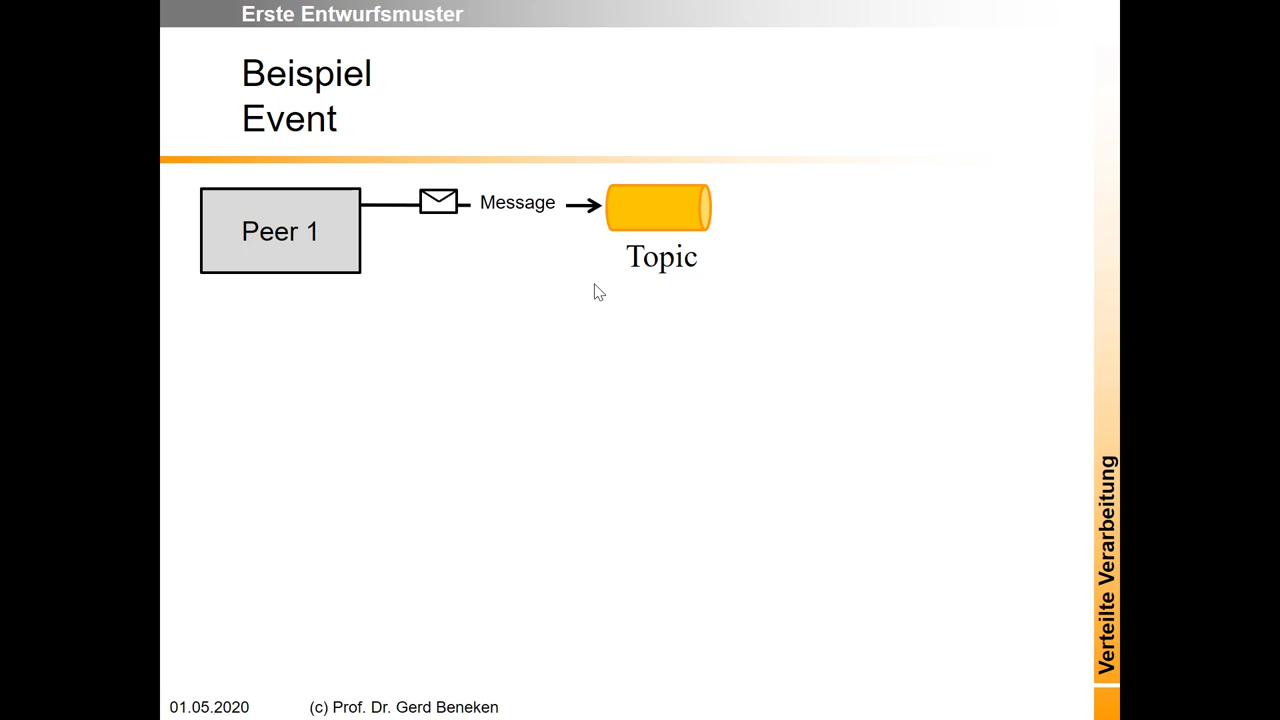 Erste Entwurfsmuster
Beispiel
Event
Peer 1
Message
Topic
Verteilte Verarbeitung
01.05.2020
(c) Prof. Dr. Gerd Beneken